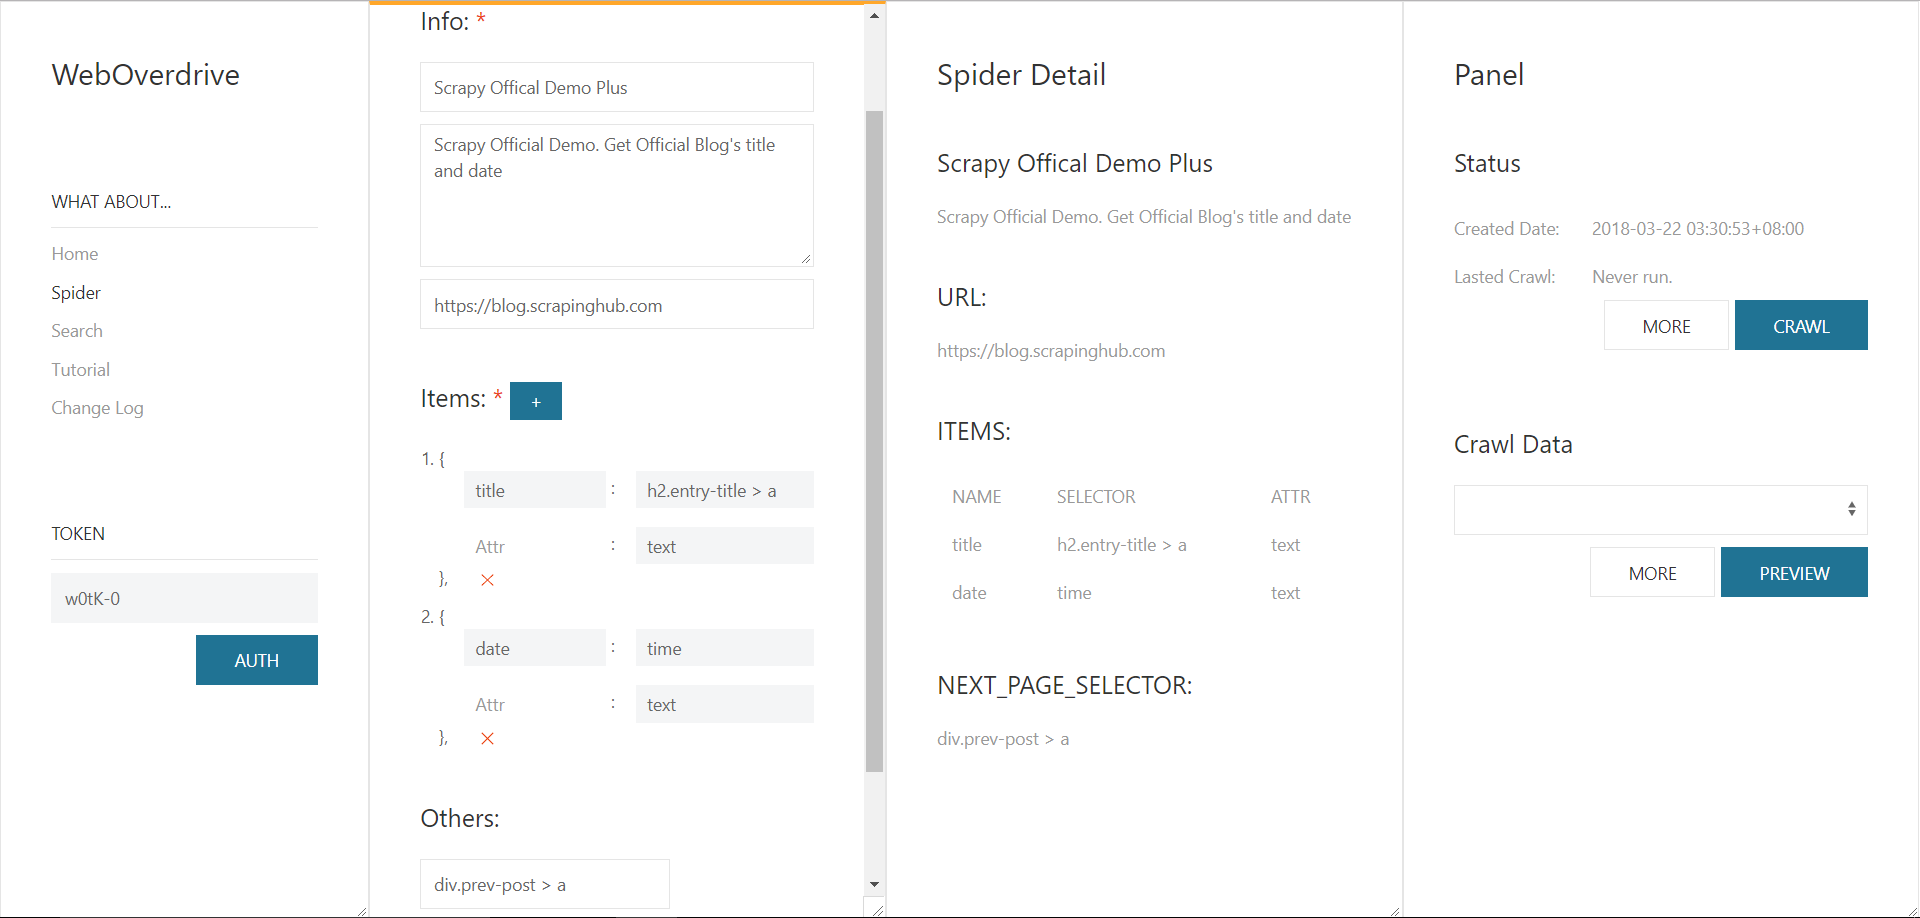 WebOverdrive
WHAT ABOUT...
Home
Spider
Search
Tutorial
Change Log
TOKEN
w0tK-0
AUTH
Info: *
Scrapy Offical Demo Plus
Scrapy Official Demo. Get Official Blog's title
and date
https://blog.scrapinghub.com
Items: * +
1. {
title : h2.entry-title > a
Attr : text
}, ×
2. {
date : time
Attr : text
}, ×
Others:
div.prev-post > a
Spider Detail
Scrapy Offical Demo Plus
Scrapy Official Demo. Get Official Blog's title and date
URL:
https://blog.scrapinghub.com
ITEMS:
NAME SELECTOR ATTR
title h2.entry-title > a text
date time text
NEXT_PAGE_SELECTOR:
div.prev-post > a
Panel
Status
Created Date: 2018-03-22 03:30:53+08:00
Lasted Crawl: Never run.
MORE CRAWL
Crawl Data
MORE PREVIEW